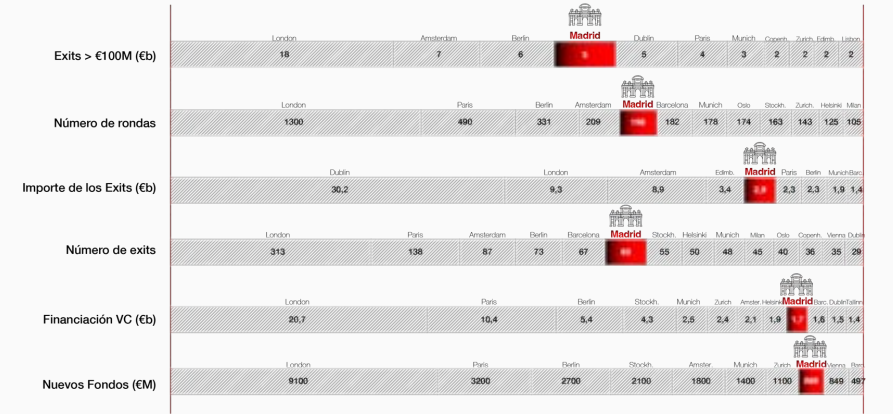 London Amsterdam Berlin Madrid Dublin Paris Munich Copenh. Zurich. Edimb. Lisbon.
Exits > €100M (€b) 18 7 6 5 4 3 2 2 2 2
London Paris Berlin Amsterdam Madrid Barcelona Munich Oslo Stockh. Zurich. Helsinki Milan
Número de rondas 1300 490 331 209 182 178 174 163 143 125 105
Dublin London Amsterdam Edimb. Madrid Paris Berlin Munich Barc.
Importe de los Exits (€b) 30,2 9,3 8,9 3,4 2,3 2,3 1,9 1,4
London Paris Amsterdam Berlin Barcelona Madrid Stockh. Helsinki Munich Milan Oslo Copenh. Vienna Dublin
Número de exits 313 138 87 73 67 55 50 48 45 40 36 35 29
London Paris Berlin Stockh. Munich Zurich Amster. Helsinki Madrid Barc. Dublin Tallinn
Financiación VC (€b) 20,7 10,4 5,4 4,3 2,5 2,4 2,1 1,9 1,6 1,5 1,4
London Paris Berlin Stockh. Amster Munich Zurich Madrid Vienna Barc.
Nuevos Fondos (€M) 9100 3200 2700 2100 1800 1400 1100 849 497